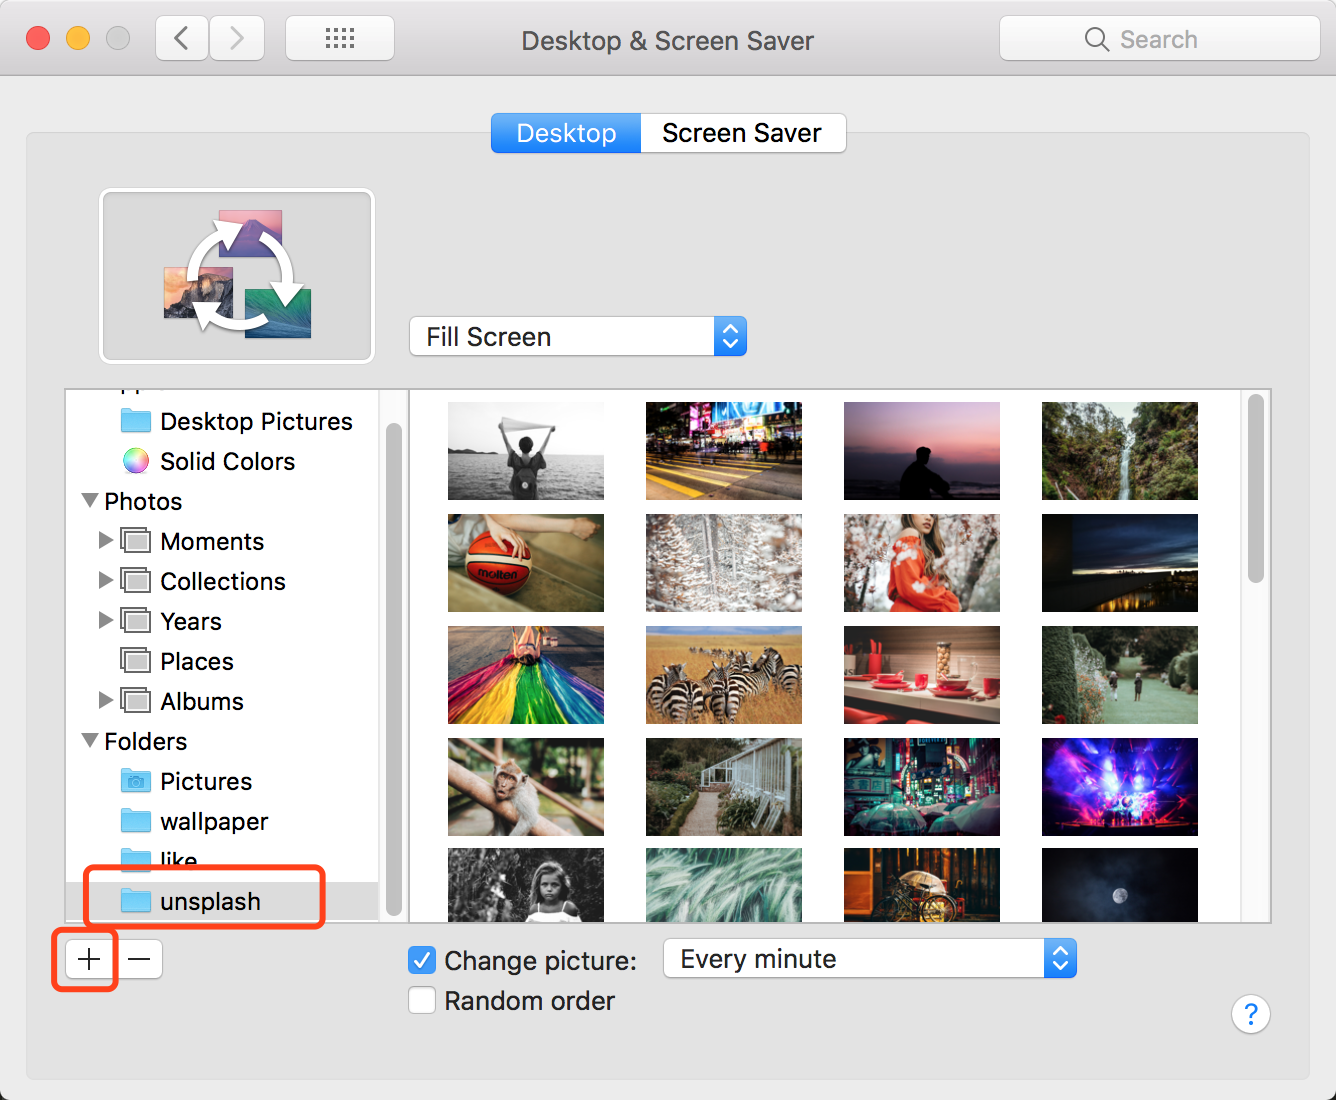 Desktop & Screen Saver
Search
Desktop
Screen Saver
Fill Screen
Desktop Pictures
Solid Colors
Photos
Moments
Collections
Years
Places
Albums
Folders
Pictures
wallpaper
like
unsplash
molten
Change picture:
Every minute
Random order
?